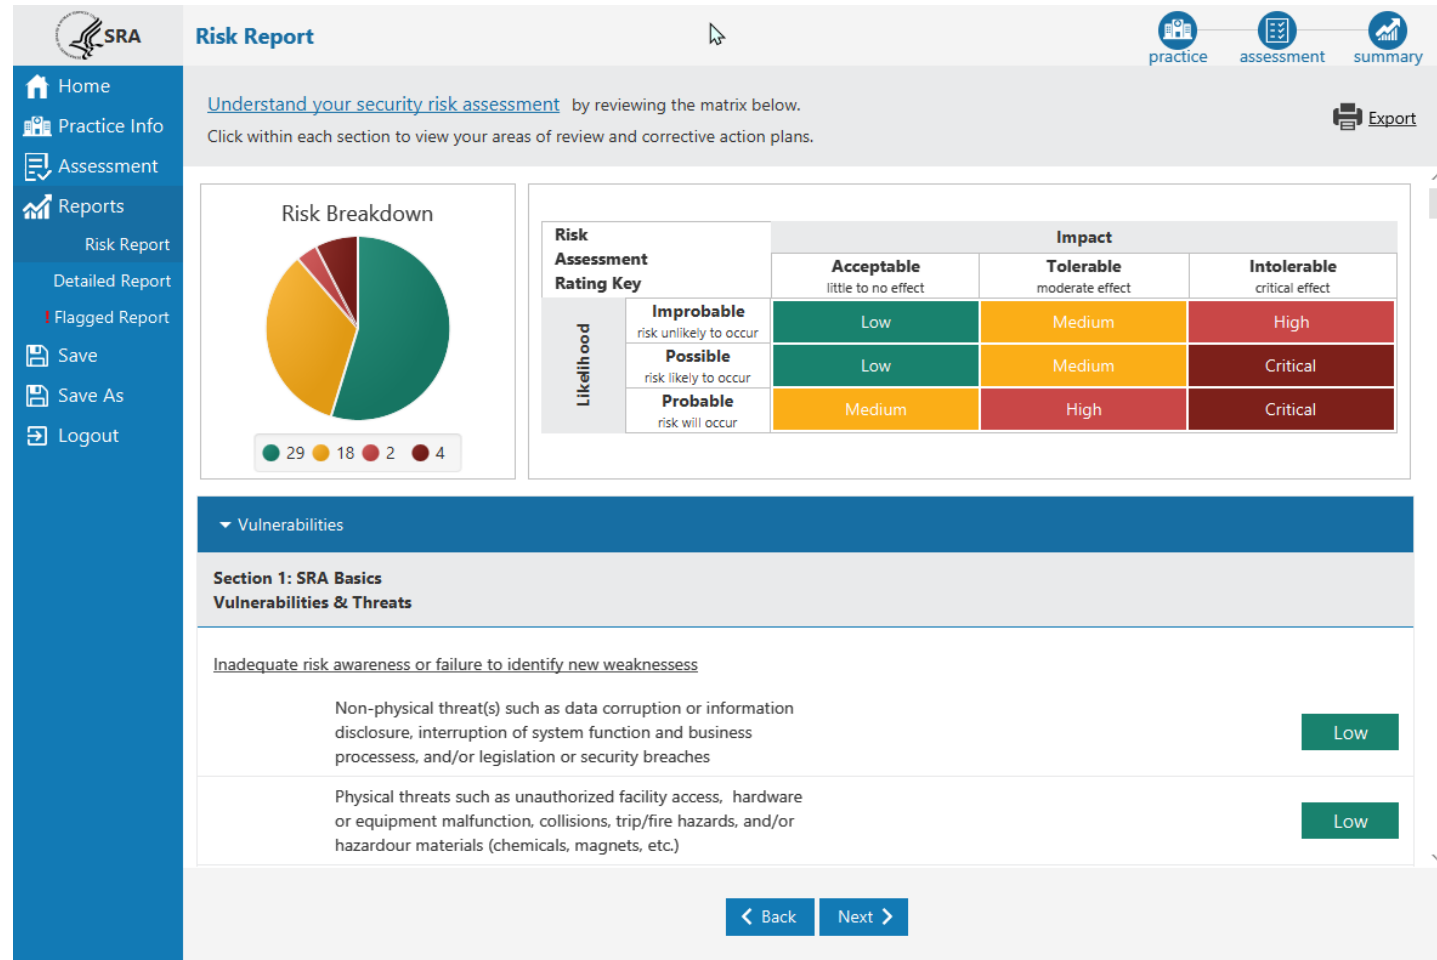 SRA
Risk Report
practice
assessment
summary
Home
Practice Info
Assessment
Reports
Risk Report
Detailed Report
! Flagged Report
Save
Save As
Logout
Understand your security risk assessment by reviewing the matrix below.
Click within each section to view your areas of review and corrective action plans.
Export
Risk Breakdown
29 18 2 4
Risk
Assessment
Rating Key
Impact
Acceptable
little to no effect
Tolerable
moderate effect
Intolerable
critical effect
Likelihood
Improbable
risk unlikely to occur
Low
Medium
High
Possible
risk likely to occur
Low
Medium
Critical
Probable
risk will occur
Medium
High
Critical
Vulnerabilities
Section 1: SRA Basics
Vulnerabilities & Threats
Inadequate risk awareness or failure to identify new weaknessess
Non-physical threat(s) such as data corruption or information
disclosure, interruption of system function and business
processess, and/or legislation or security breaches
Low
Physical threats such as unauthorized facility access, hardware
or equipment malfunction, collisions, trip/fire hazards, and/or
hazardour materials (chemicals, magnets, etc.)
Low
Back
Next